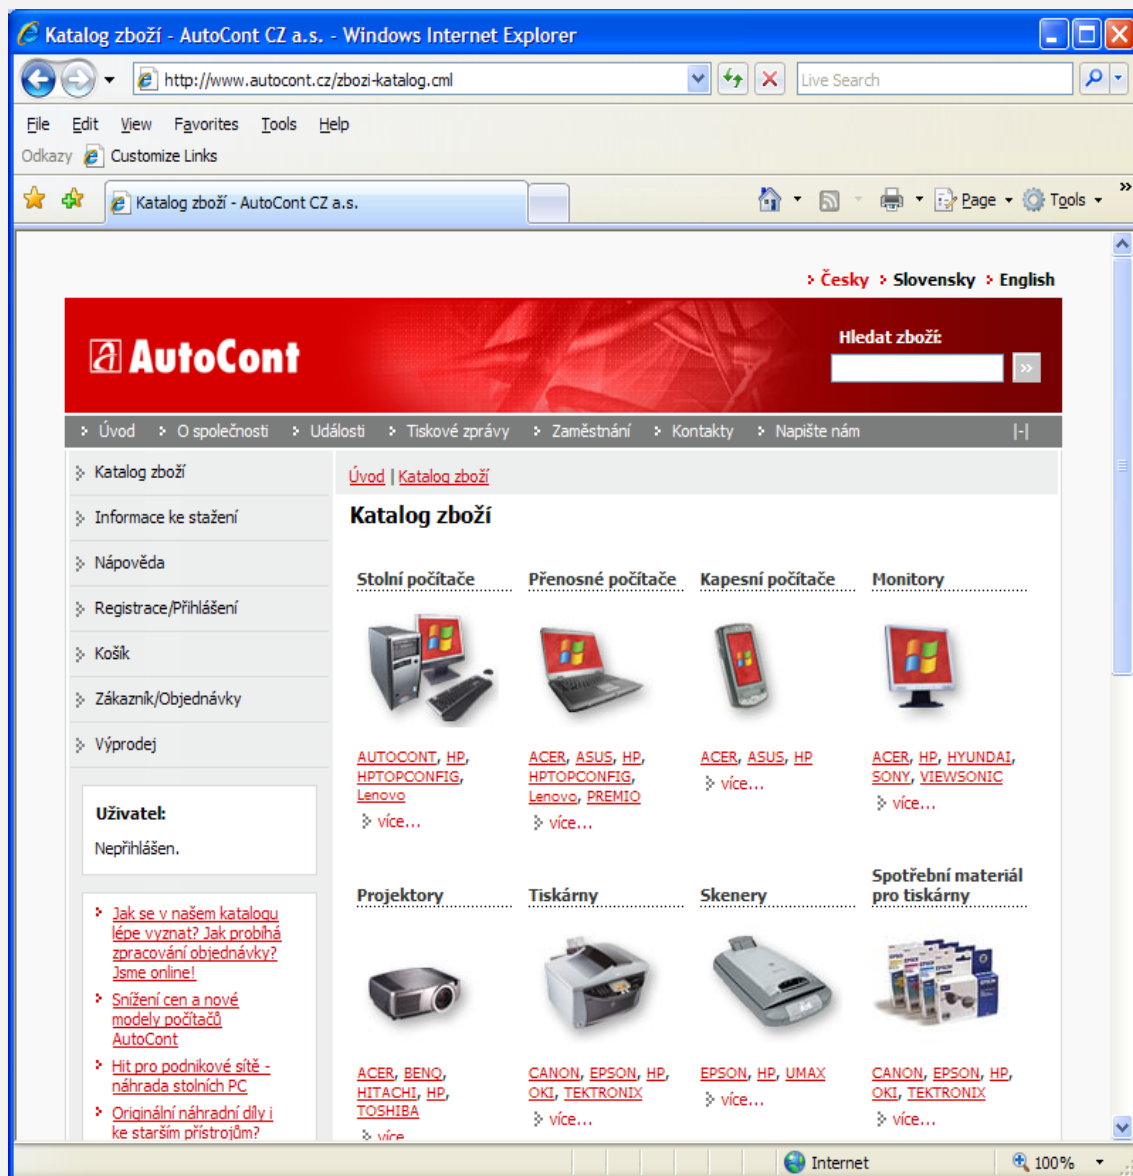 Katalog zboží - AutoCont CZ a.s. - Windows Internet Explorer
http://www.autocont.cz/zbozi-katalog.cml
Live Search
File Edit View Favorites Tools Help
Odkazy Customize Links
Katalog zboží - AutoCont CZ a.s.
Page Tools »
Česky Slovensky English
AutoCont
Hledat zboží:
»
Úvod O společnosti Události Tiskové zprávy Zaměstnání Kontakty Napište nám |-|
Katalog zboží
Informace ke stažení
Nápověda
Registrace/Přihlášení
Košík
Zákazník/Objednávky
Výprodej
Uživatel:
Nepřihlášen.
Jak se v našem katalogu
lépe vyznat? Jak probíhá
zpracování objednávky?
Jsme online!
Snížení cen a nové
modely počítačů
AutoCont
Hit pro podnikové sítě -
náhrada stolních PC
Originální náhradní díly i
ke starším přístrojům?
Úvod | Katalog zboží
Katalog zboží
Stolní počítače
AUTOCONT, HP,
HPTOPCONFIG,
Lenovo
více...
Přenosné počítače
ACER, ASUS, HP,
HPTOPCONFIG,
Lenovo, PREMIO
více...
Kapesní počítače
ACER, ASUS, HP
více...
Monitory
ACER, HP, HYUNDAI,
SONY, VIEWSONIC
více...
Projektory
ACER, BENQ,
HITACHI, HP,
TOSHIBA
více
Tiskárny
CANON, EPSON, HP,
OKI, TEKTRONIX
více...
Skenery
EPSON, HP, UMAX
více...
Spotřební materiál
pro tiskárny
EPSON
CANON, EPSON, HP,
OKI, TEKTRONIX
více...
Internet
100%